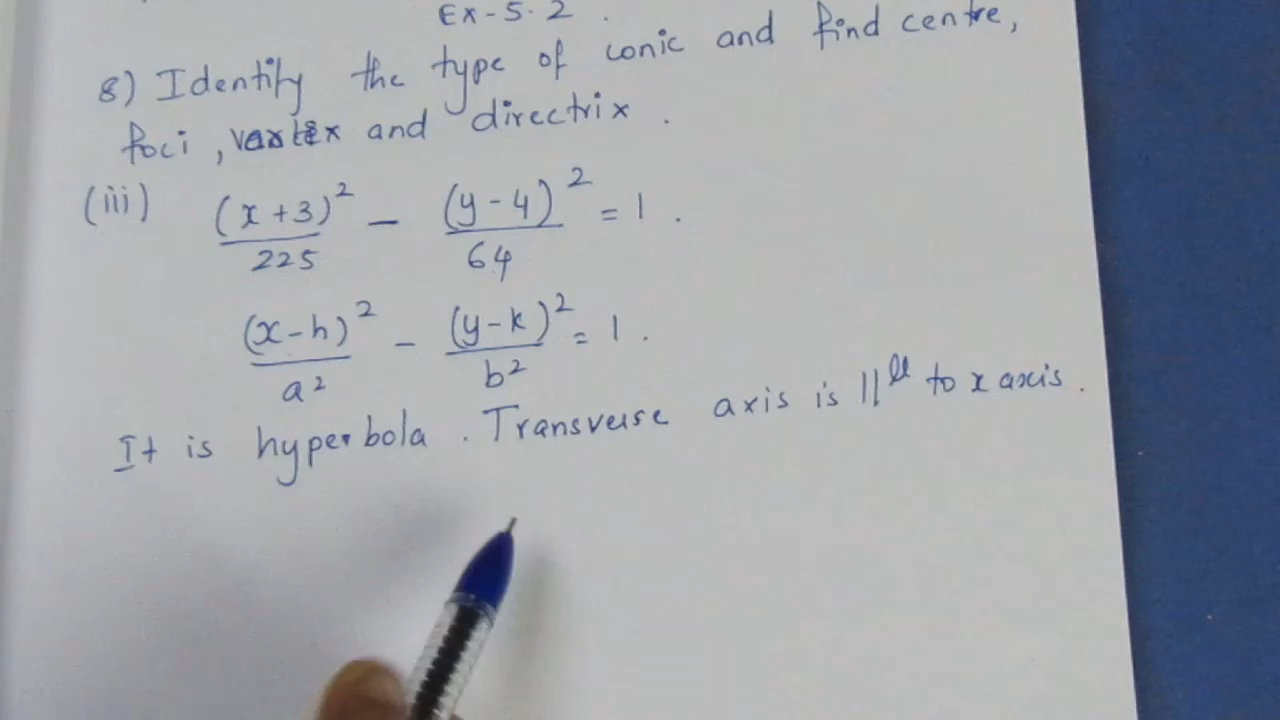 Ex-5.2.
8) Identify the type of conic and find centre,
foci, vertex and directrix.
(iii) (x+3)²/225 - (y-4)²/64 = 1.
(x-h)²/a² - (y-k)²/b² = 1.
It is hyperbola. Transverse axis is ||ˡˡ to x axis.